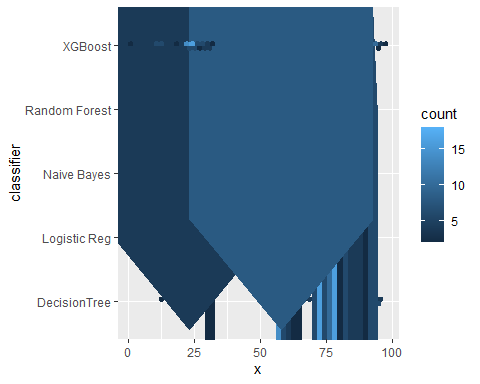 XGBoost
Random Forest
Naive Bayes
Logistic Reg
DecisionTree
classifier
0
25
50
75
100
x
count
15
10
5